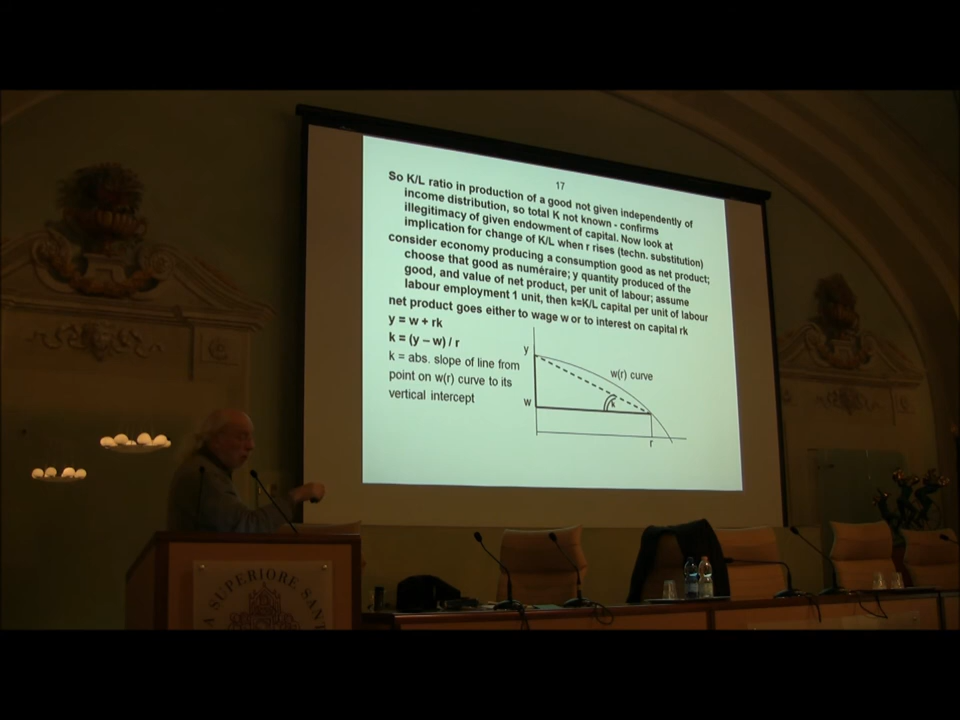 17
So K/L ratio in production of a good not given independently of
income distribution, so total K not known - confirms
illegitimacy of given endowment of capital. Now look at
implication for change of K/L when r rises (techn. substitution)
consider economy producing a consumption good as net product;
choose that good as numéraire; y quantity produced of the
good, and value of net product, per unit of labour; assume
labour employment 1 unit, then k=K/L capital per unit of labour
net product goes either to wage w or to interest on capital rk
y = w + rk
k = (y – w) / r
k = abs. slope of line from
point on w(r) curve to its
vertical intercept
y
w(r) curve
w
k
r
A SUPERIORE SANT